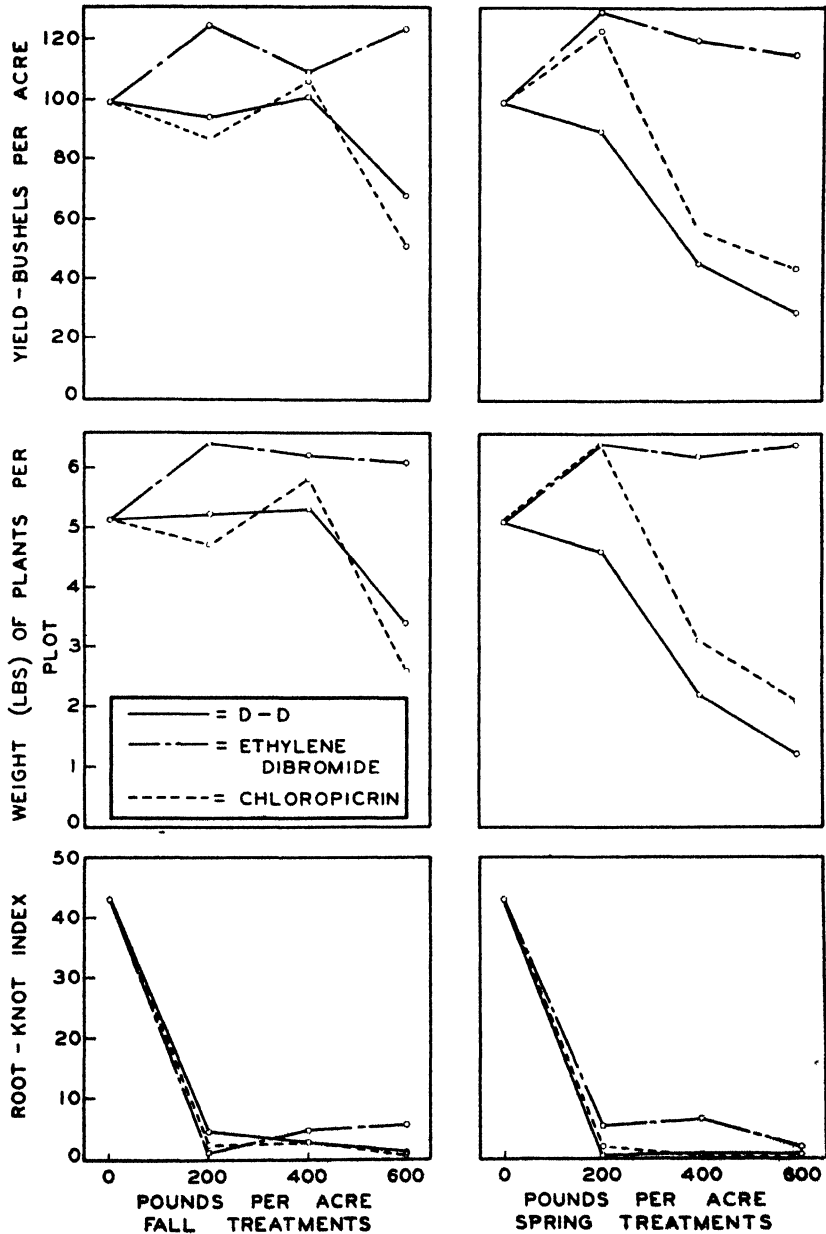 YIELD-BUSHELS PER ACRE
120
100
80
60
40
20
0
WEIGHT (LBS) OF PLANTS PER
PLOT
6
5
4
3
2
1
0
= D-D
= ETHYLENE
DIBROMIDE
= CHLOROPICRIN
ROOT-KNOT INDEX
50
40
30
20
10
0
0 200 400 600
POUNDS PER ACRE
FALL TREATMENTS
0 200 400 600
POUNDS PER ACRE
SPRING TREATMENTS